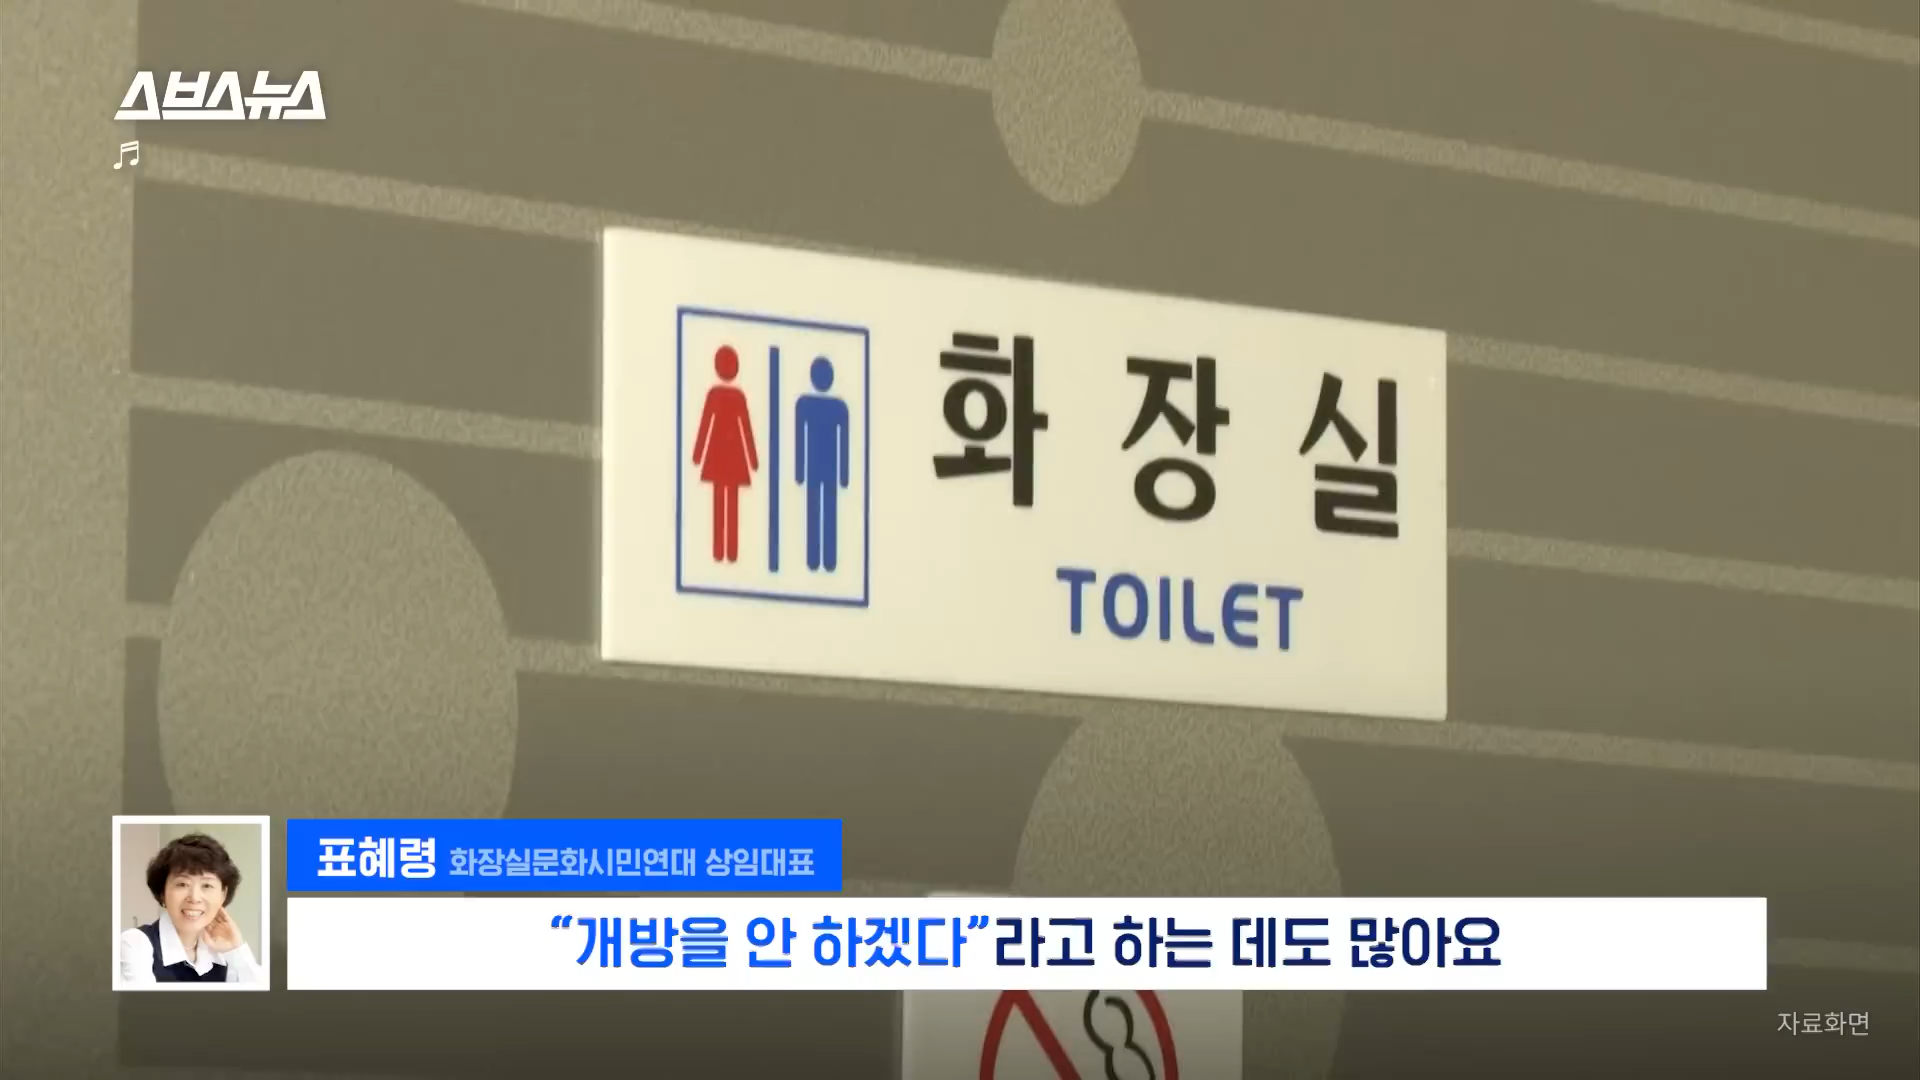 스브스뉴스
화장실
TOILET
표혜령 화장실문화시민연대 상임대표
“개방을 안 하겠다”라고 하는 데도 많아요
자료화면